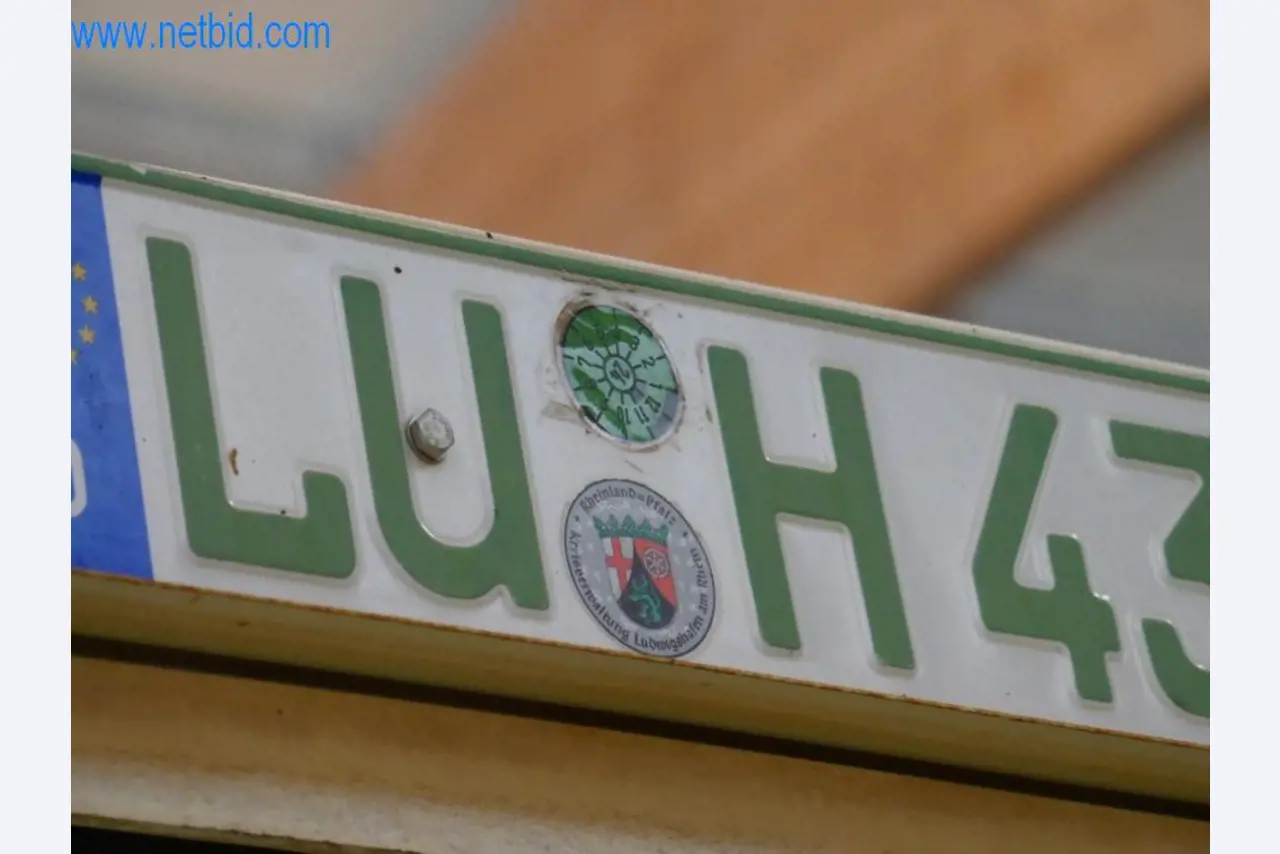 www.netbid.com
LU H 43
Rheinland-Pfalz
Kreisverwaltung Ludwigshafen am Rhein